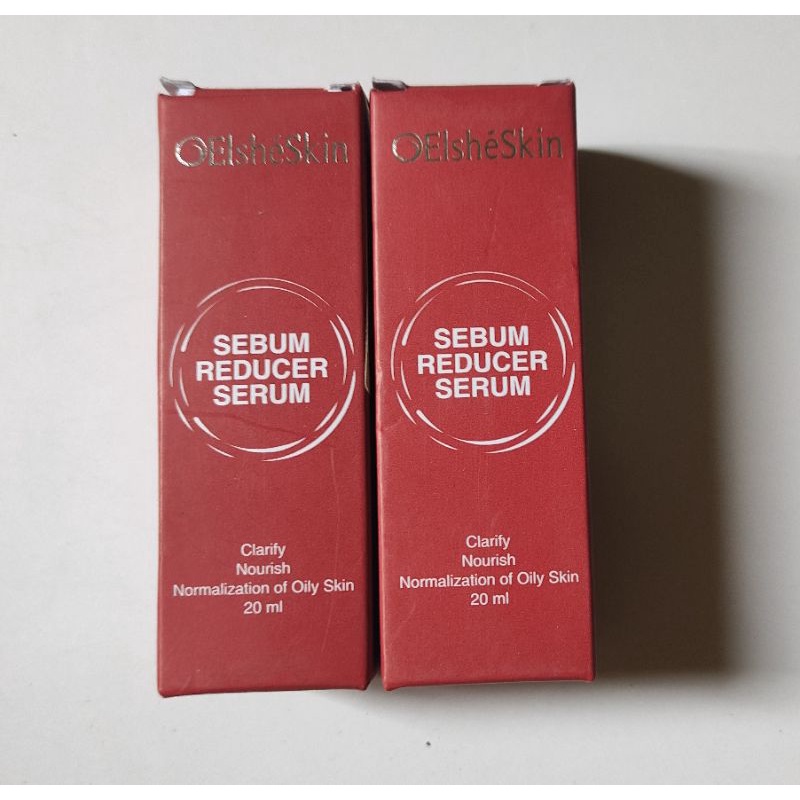 ElshéSkin
SEBUM
REDUCER
SERUM
Clarify
Nourish
Normalization of Oily Skin
20 ml
ElshéSkin
SEBUM
REDUCER
SERUM
Clarify
Nourish
Normalization of Oily Skin
20 ml